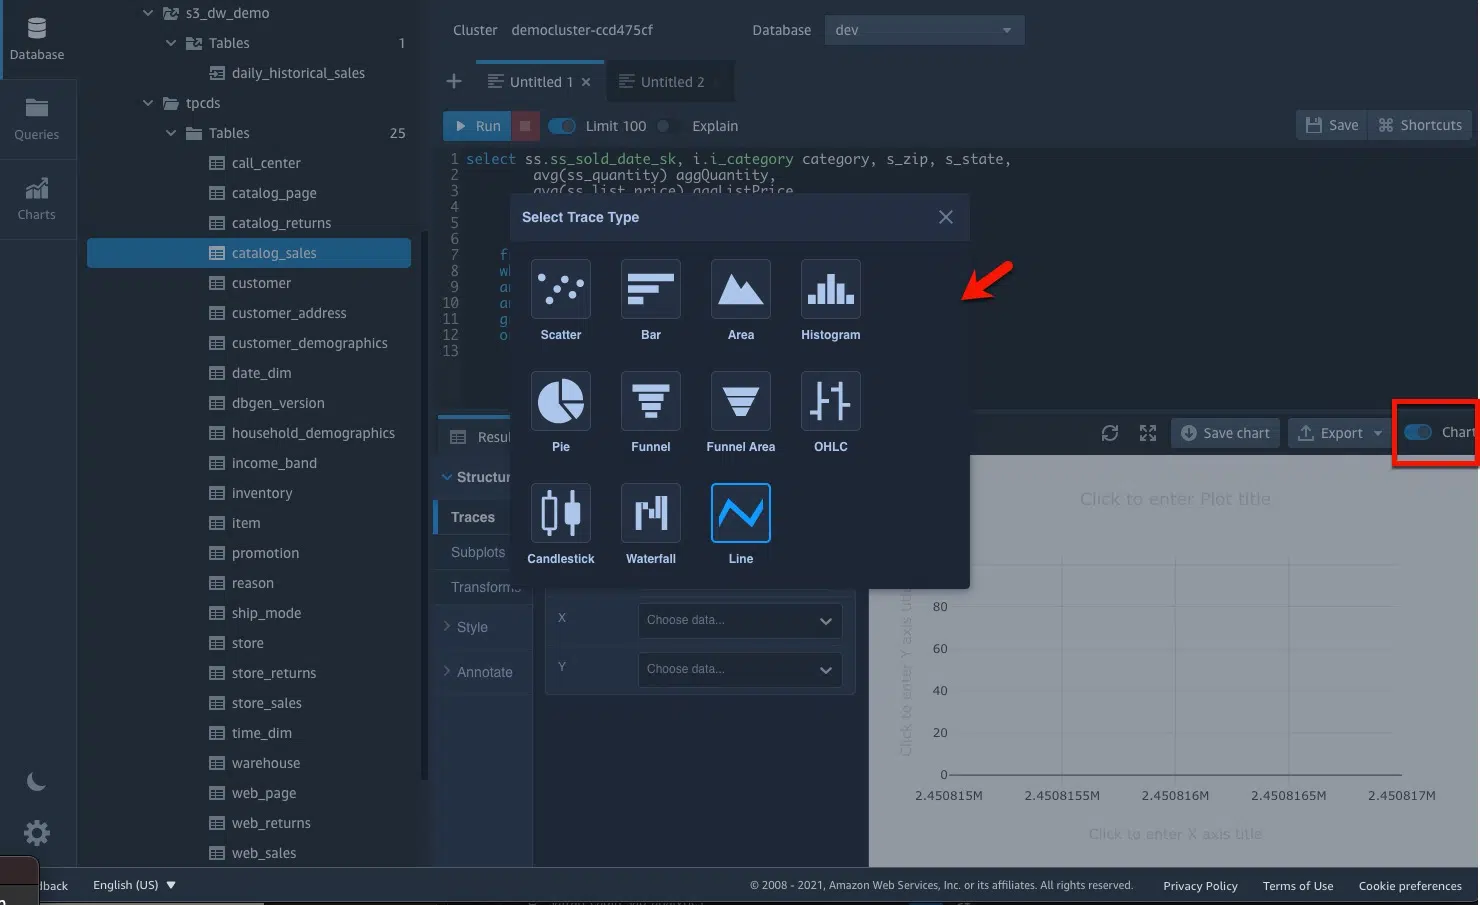 Database
Queries
Charts
s3_dw_demo
Tables 1
daily_historical_sales
tpcds
Tables 25
call_center
catalog_page
catalog_returns
catalog_sales
customer
customer_address
customer_demographics
date_dim
dbgen_version
household_demographics
income_band
inventory
item
promotion
reason
ship_mode
store
store_returns
store_sales
time_dim
warehouse
web_page
web_returns
web_sales
Cluster democluster-ccd475cf Database dev
Untitled 1 Untitled 2
Run Limit 100 Explain Save Shortcuts
1 select ss.ss_sold_date_sk, i.i_category category, s_zip, s_state,
2 avg(ss_quantity) aggQuantity,
3 avg(ss_list_price) aggListPrice
4
5
6
7 f
8 w
9 a
10 a
11 g
12 o
13
Select Trace Type
Scatter Bar Area Histogram
Pie Funnel Funnel Area OHLC
Candlestick Waterfall Line
Resul
Save chart Export Chart
Structur
Traces
Subplots
Transforms
Style
Annotate
X Choose data...
Y Choose data...
Click to enter Plot title
Click to enter Y axis titl
80
60
40
20
0
2.450815M 2.4508155M 2.450816M 2.4508165M 2.450817M
Click to enter X axis title
lback English (US) © 2008 - 2021, Amazon Web Services, Inc. or its affiliates. All rights reserved. Privacy Policy Terms of Use Cookie preferences